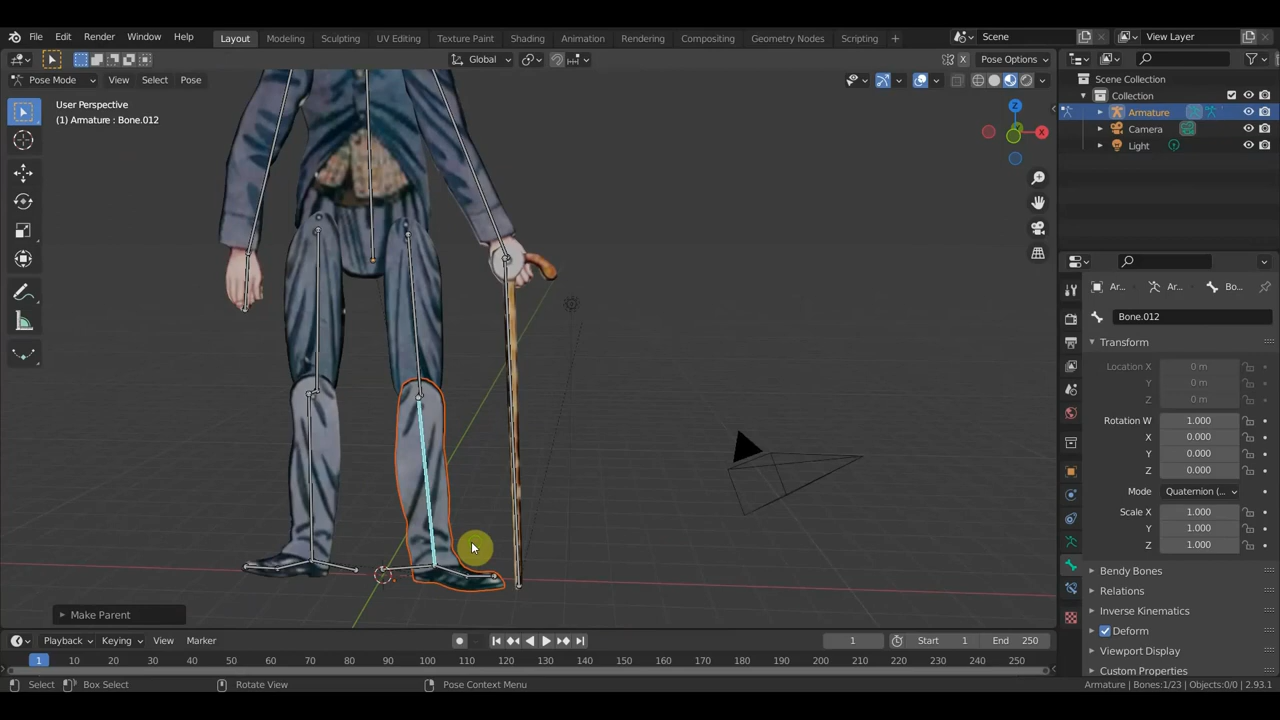 File Edit Render Window Help Layout Modeling Sculpting UV Editing Texture Paint Shading Animation Rendering Compositing Geometry Nodes Scripting + Scene View Layer
Global Pose Options
Pose Mode View Select Pose
User Perspective
(1) Armature : Bone.012
Z
X
Scene Collection
Collection
Armature
Camera
Light
Ar... Ar... Bo...
Bone.012
Transform
Location X 0 m
Y 0 m
Z 0 m
Rotation W 1.000
X 0.000
Y 0.000
Z 0.000
Mode Quaternion (...
Scale X 1.000
Y 1.000
Z 1.000
Bendy Bones
Relations
Inverse Kinematics
Deform
Viewport Display
Custom Properties
Make Parent
Playback Keying View Marker 1 Start 1 End 250
1 10 20 30 40 50 60 70 80 90 100 110 120 130 140 150 160 170 180 190 200 210 220 230 240 250
Select Box Select Rotate View Pose Context Menu Armature | Bones:1/23 | Objects:0/0 | 2.93.1